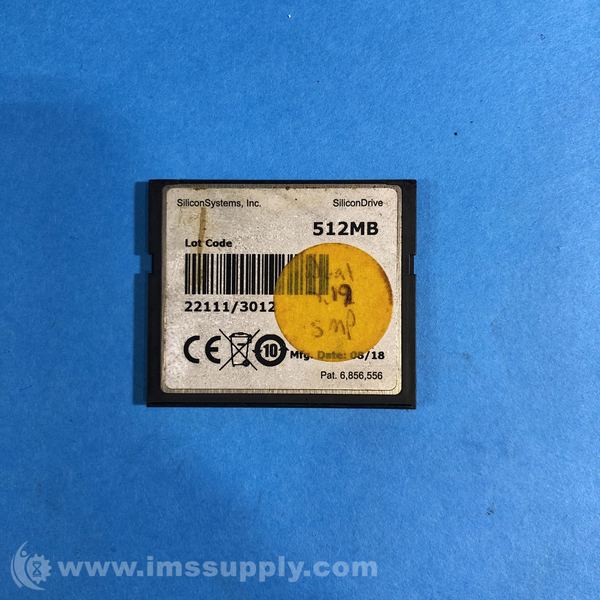 SiliconSystems, Inc. SiliconDrive
512MB
Lot Code
22111/3012
CE 10 Mfg. Date: 08/18
Pat. 6,856,556
smp
www.imssupply.com